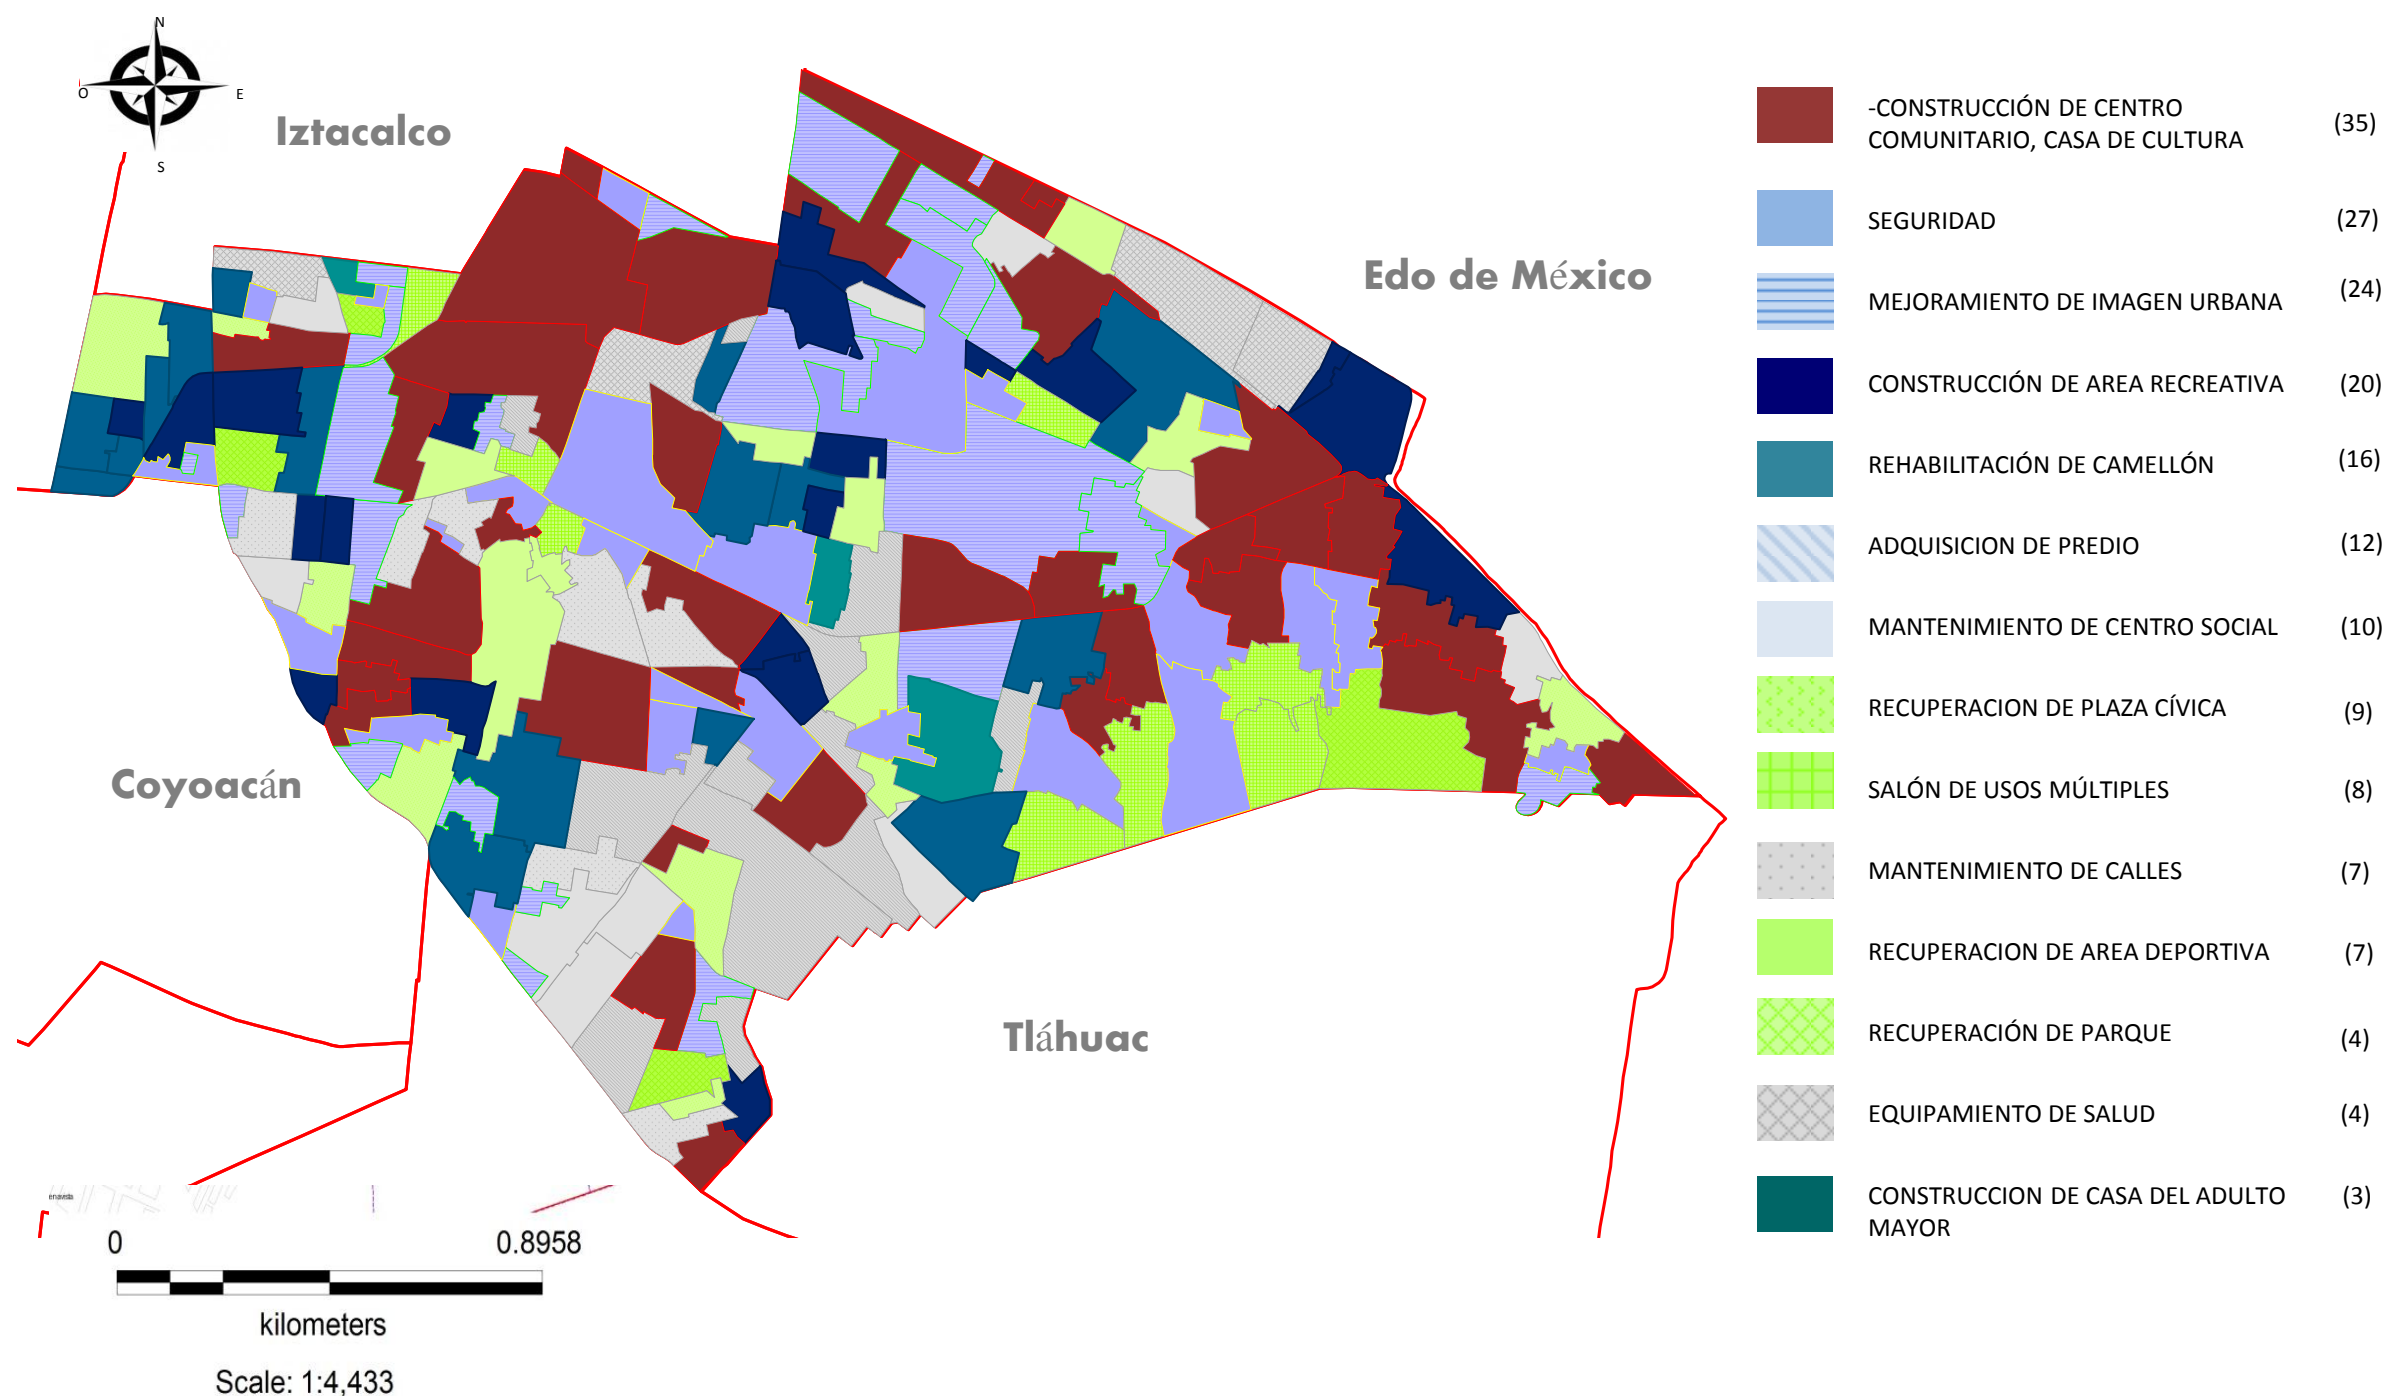 N
O
E
S
Iztacalco
Edo de México
Coyoacán
Tláhuac
0
0.8958
kilometers
Scale: 1:4,433
-CONSTRUCCIÓN DE CENTRO
COMUNITARIO, CASA DE CULTURA
(35)
SEGURIDAD
(27)
MEJORAMIENTO DE IMAGEN URBANA
(24)
CONSTRUCCIÓN DE AREA RECREATIVA
(20)
REHABILITACIÓN DE CAMELLÓN
(16)
ADQUISICION DE PREDIO
(12)
MANTENIMIENTO DE CENTRO SOCIAL
(10)
RECUPERACION DE PLAZA CÍVICA
(9)
SALÓN DE USOS MÚLTIPLES
(8)
MANTENIMIENTO DE CALLES
(7)
RECUPERACION DE AREA DEPORTIVA
(7)
RECUPERACIÓN DE PARQUE
(4)
EQUIPAMIENTO DE SALUD
(4)
CONSTRUCCION DE CASA DEL ADULTO
MAYOR
(3)